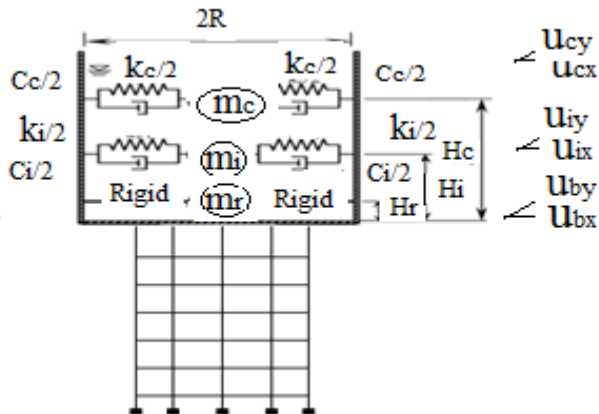 2R
Cc/2 kc/2 kc/2 Cc/2
mc
ucy
ucx
ki/2 ki/2 Hc
Ci/2 mi Ci/2 Hi
uiy
uix
Rigid mr Rigid Hr
uby
ubx